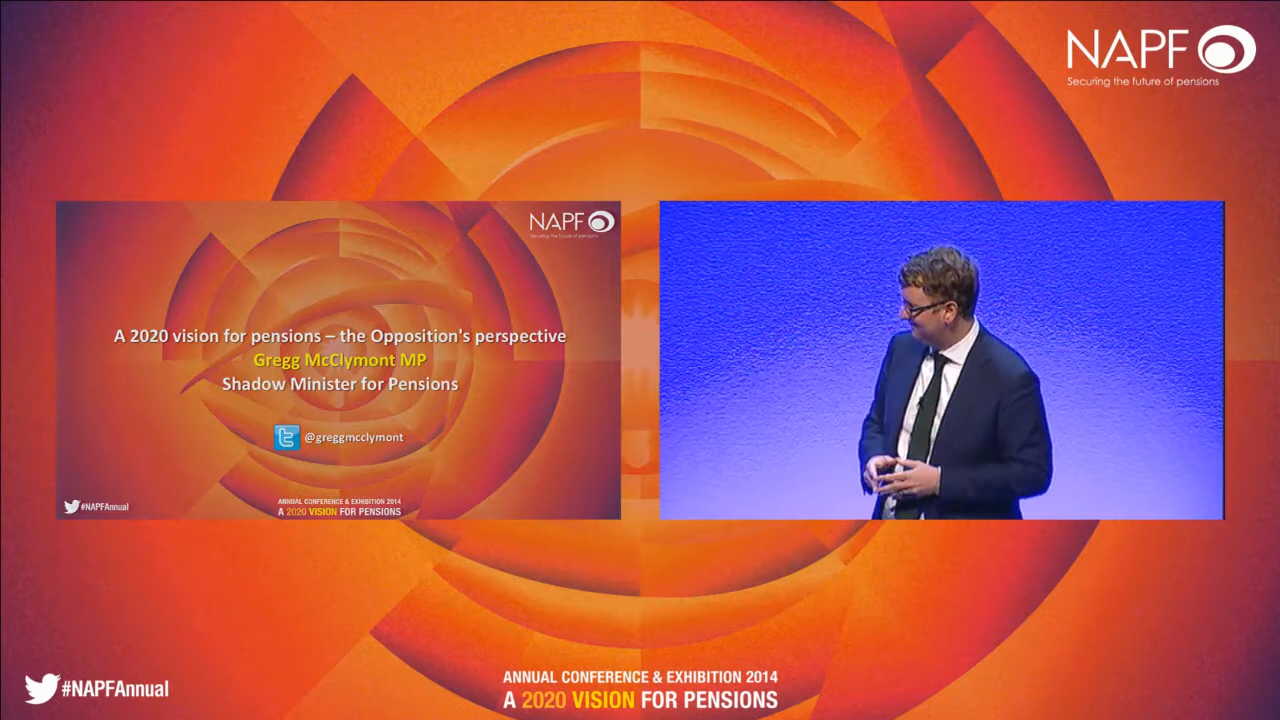 NAPF
Securing the future of pensions
NAPF
Securing the future of pensions
A 2020 vision for pensions – the Opposition's perspective
Gregg McClymont MP
Shadow Minister for Pensions
@greggmcclymont
#NAPFAnnual
ANNUAL CONFERENCE & EXHIBITION 2014
A 2020 VISION FOR PENSIONS
#NAPFAnnual
ANNUAL CONFERENCE & EXHIBITION 2014
A 2020 VISION FOR PENSIONS